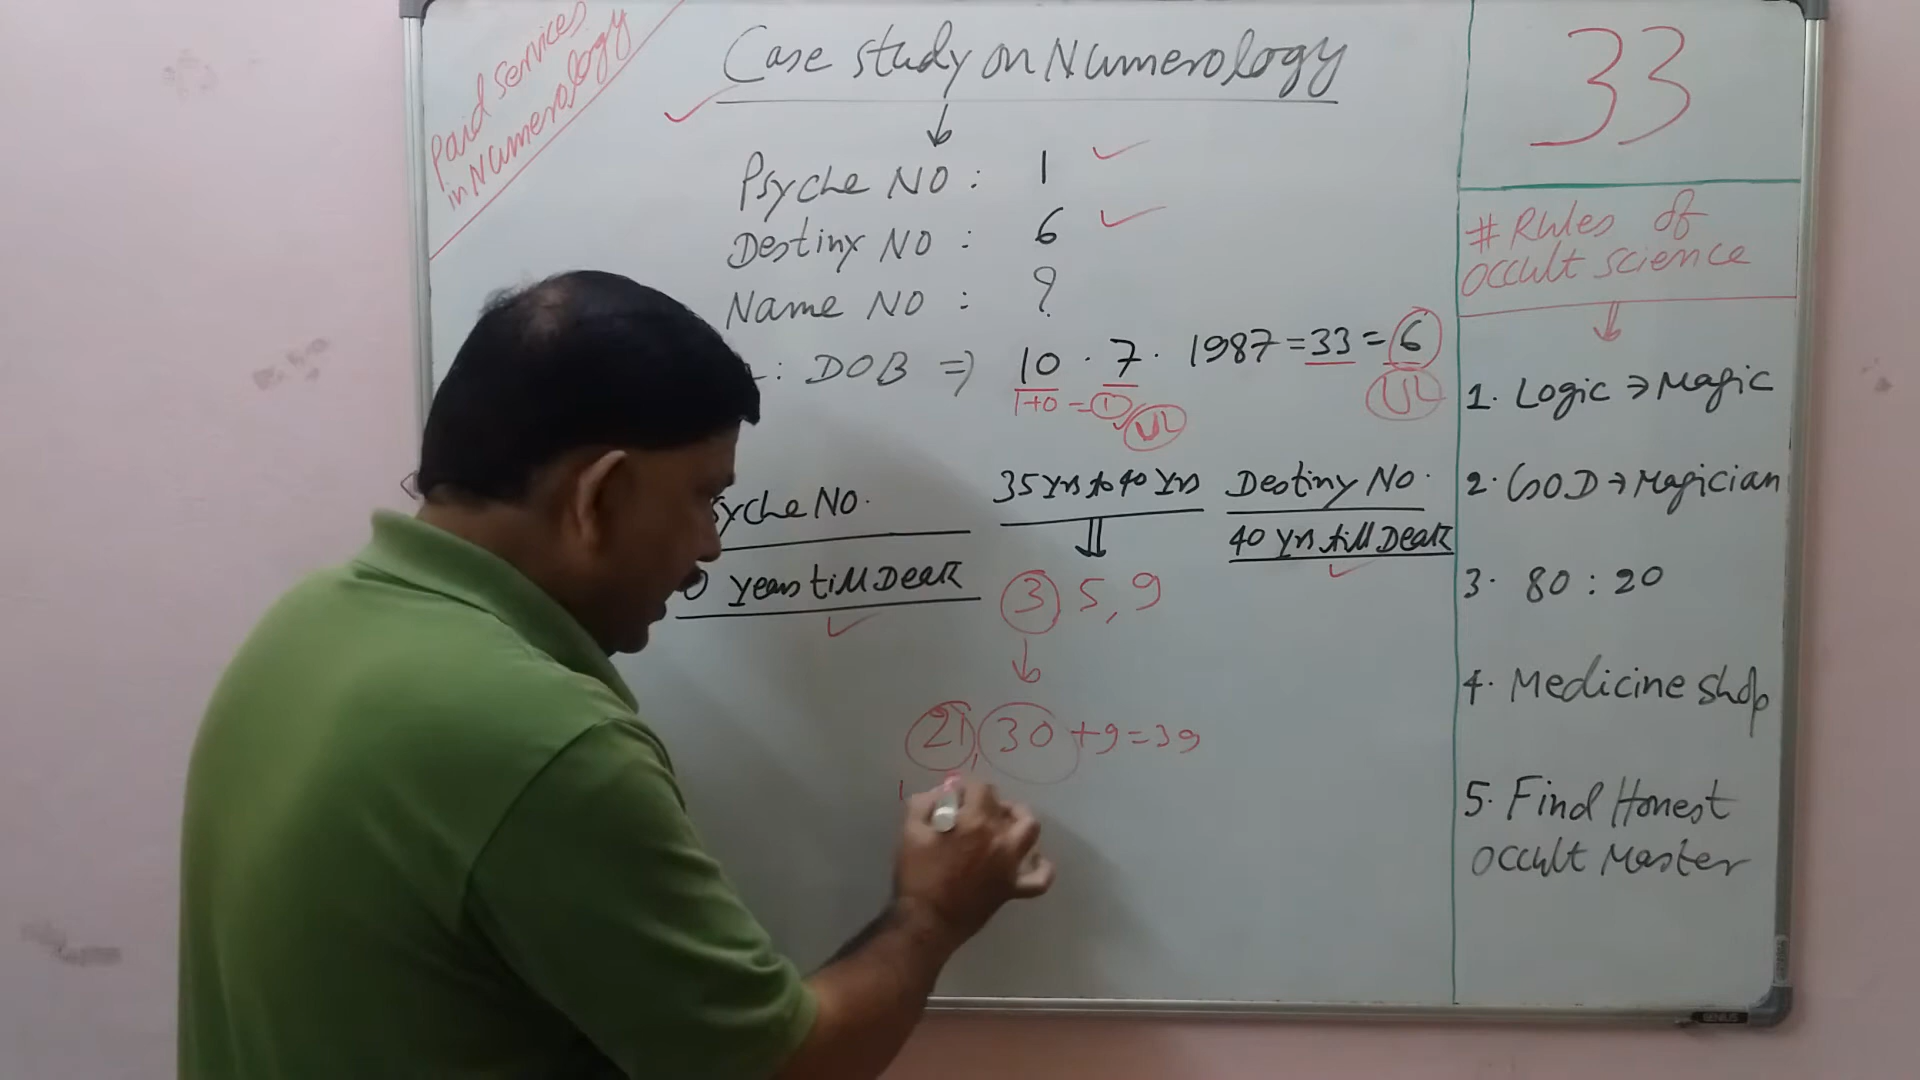 Paid Services
in Numerology
Case study on Numerology
Psyche NO : 1
Destiny NO : 6
Name NO : ?
: DOB => 10 . 7 . 1987 = 33 = 6
1+0 = 1 UL
UL
syche NO.
0 years till Death
35 Yrs to 40 Yrs
3, 5, 9
21, 30 + 9 = 39
Destiny No.
40 Yrs till Death
33
# Rules of
occult science
1. Logic → Magic
2. GOD → Magician
3. 80 : 20
4. Medicine shop
5. Find Honest
occult Master
GENIUS